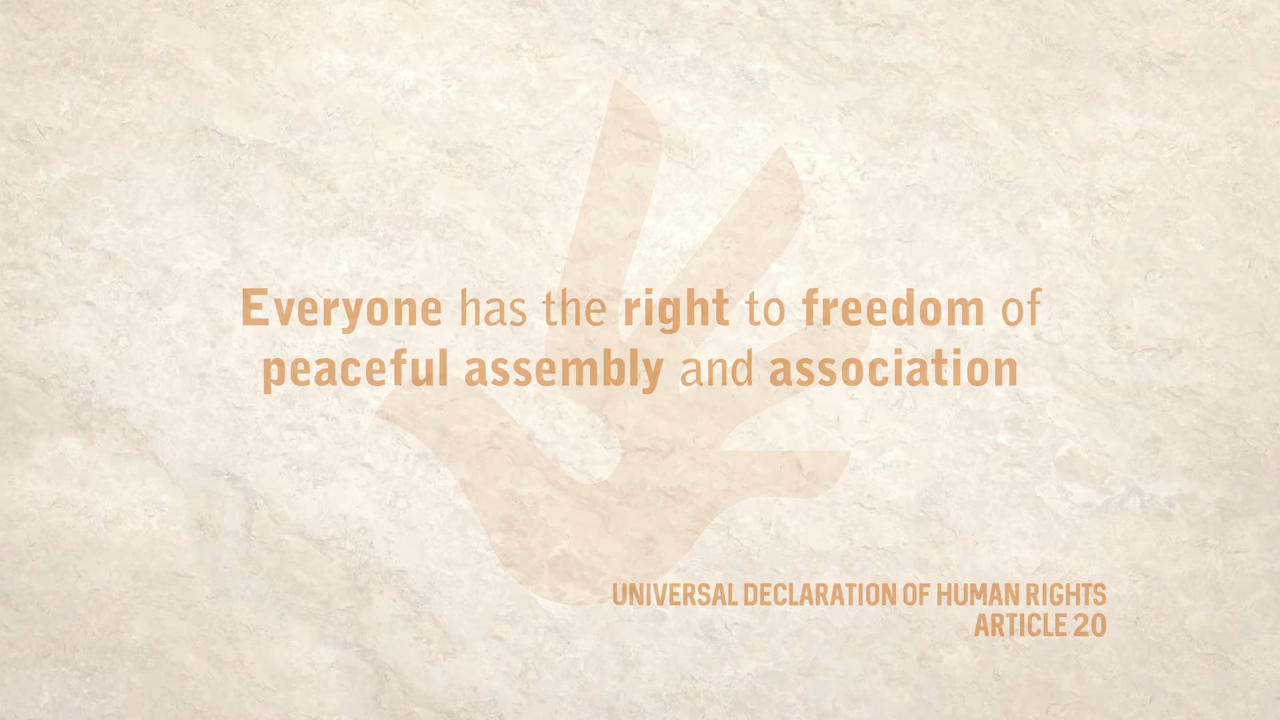 Everyone has the right to freedom of
peaceful assembly and association
UNIVERSAL DECLARATION OF HUMAN RIGHTS
ARTICLE 20